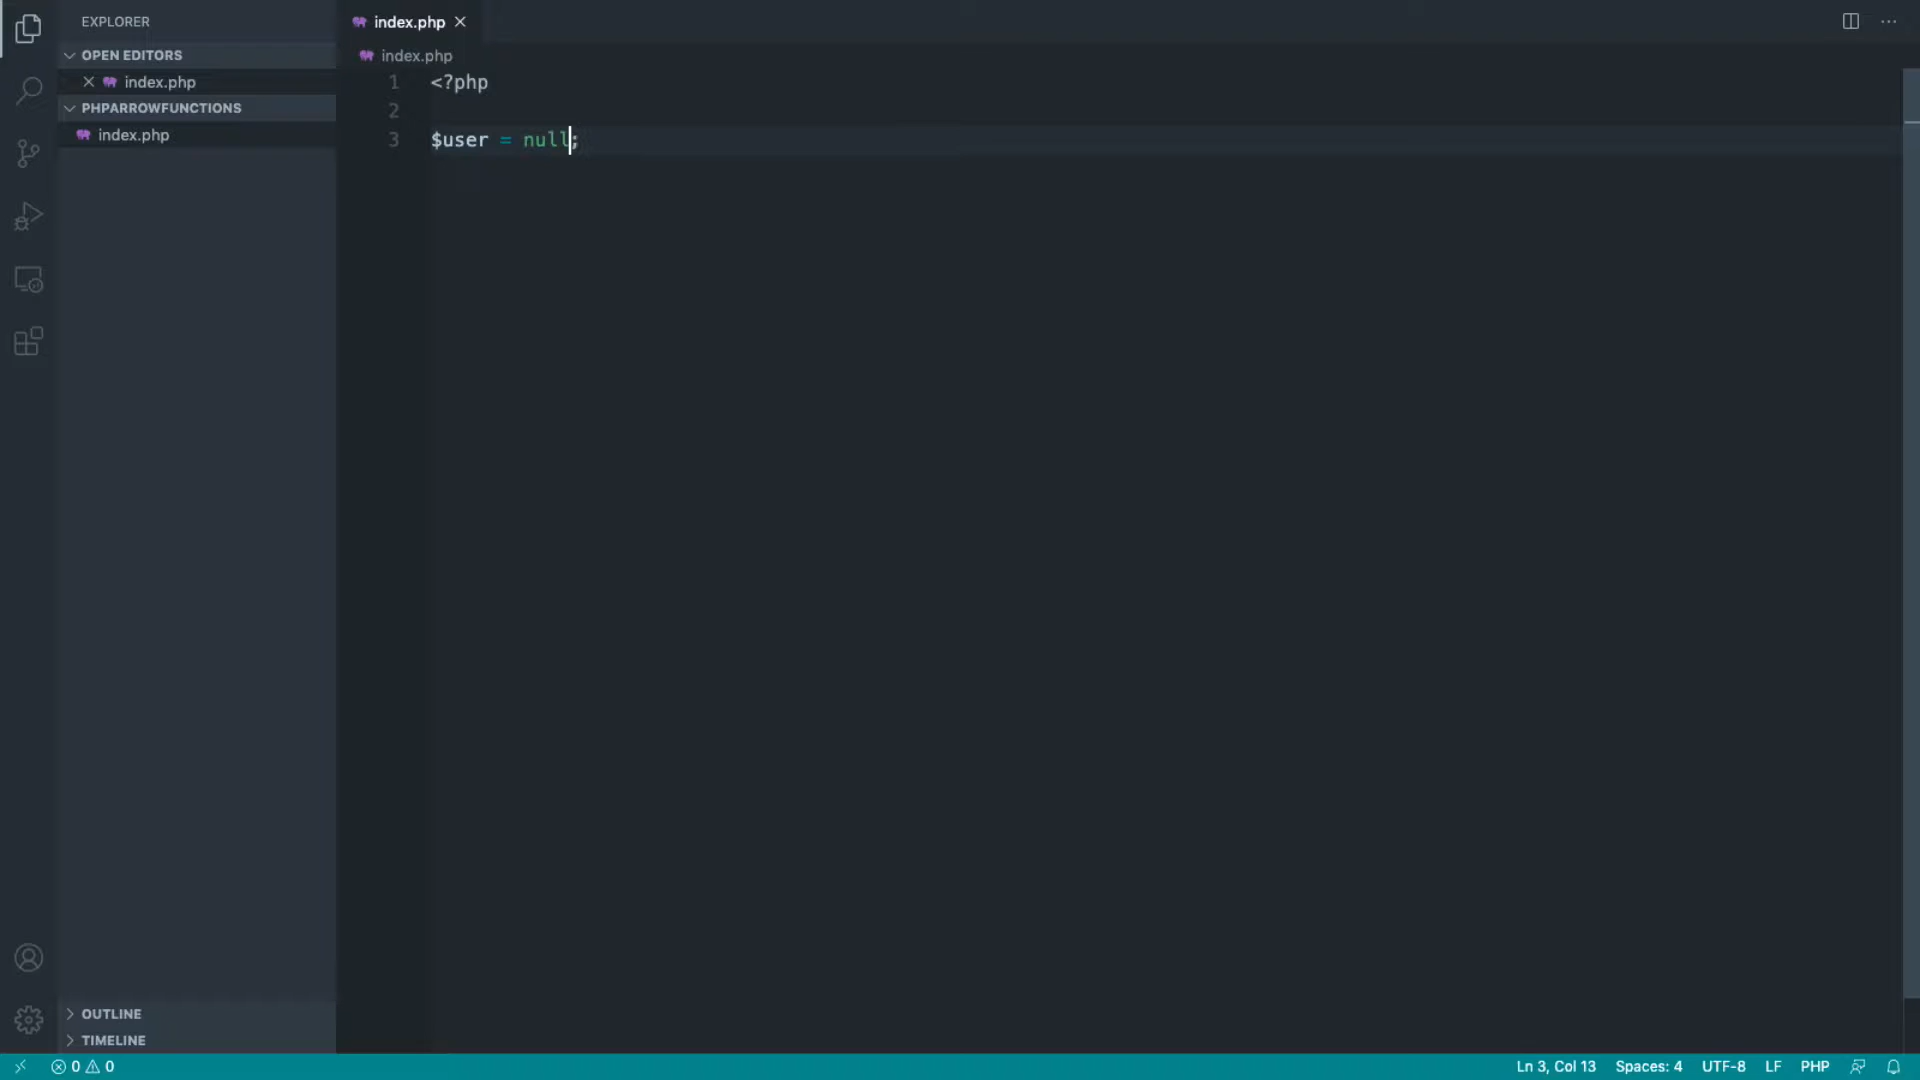 EXPLORER
OPEN EDITORS
index.php
PHPARROWFUNCTIONS
index.php
index.php
index.php
1 <?php
2
3 $user = null;
OUTLINE
TIMELINE
0 0
Ln 3, Col 13 Spaces: 4 UTF-8 LF PHP